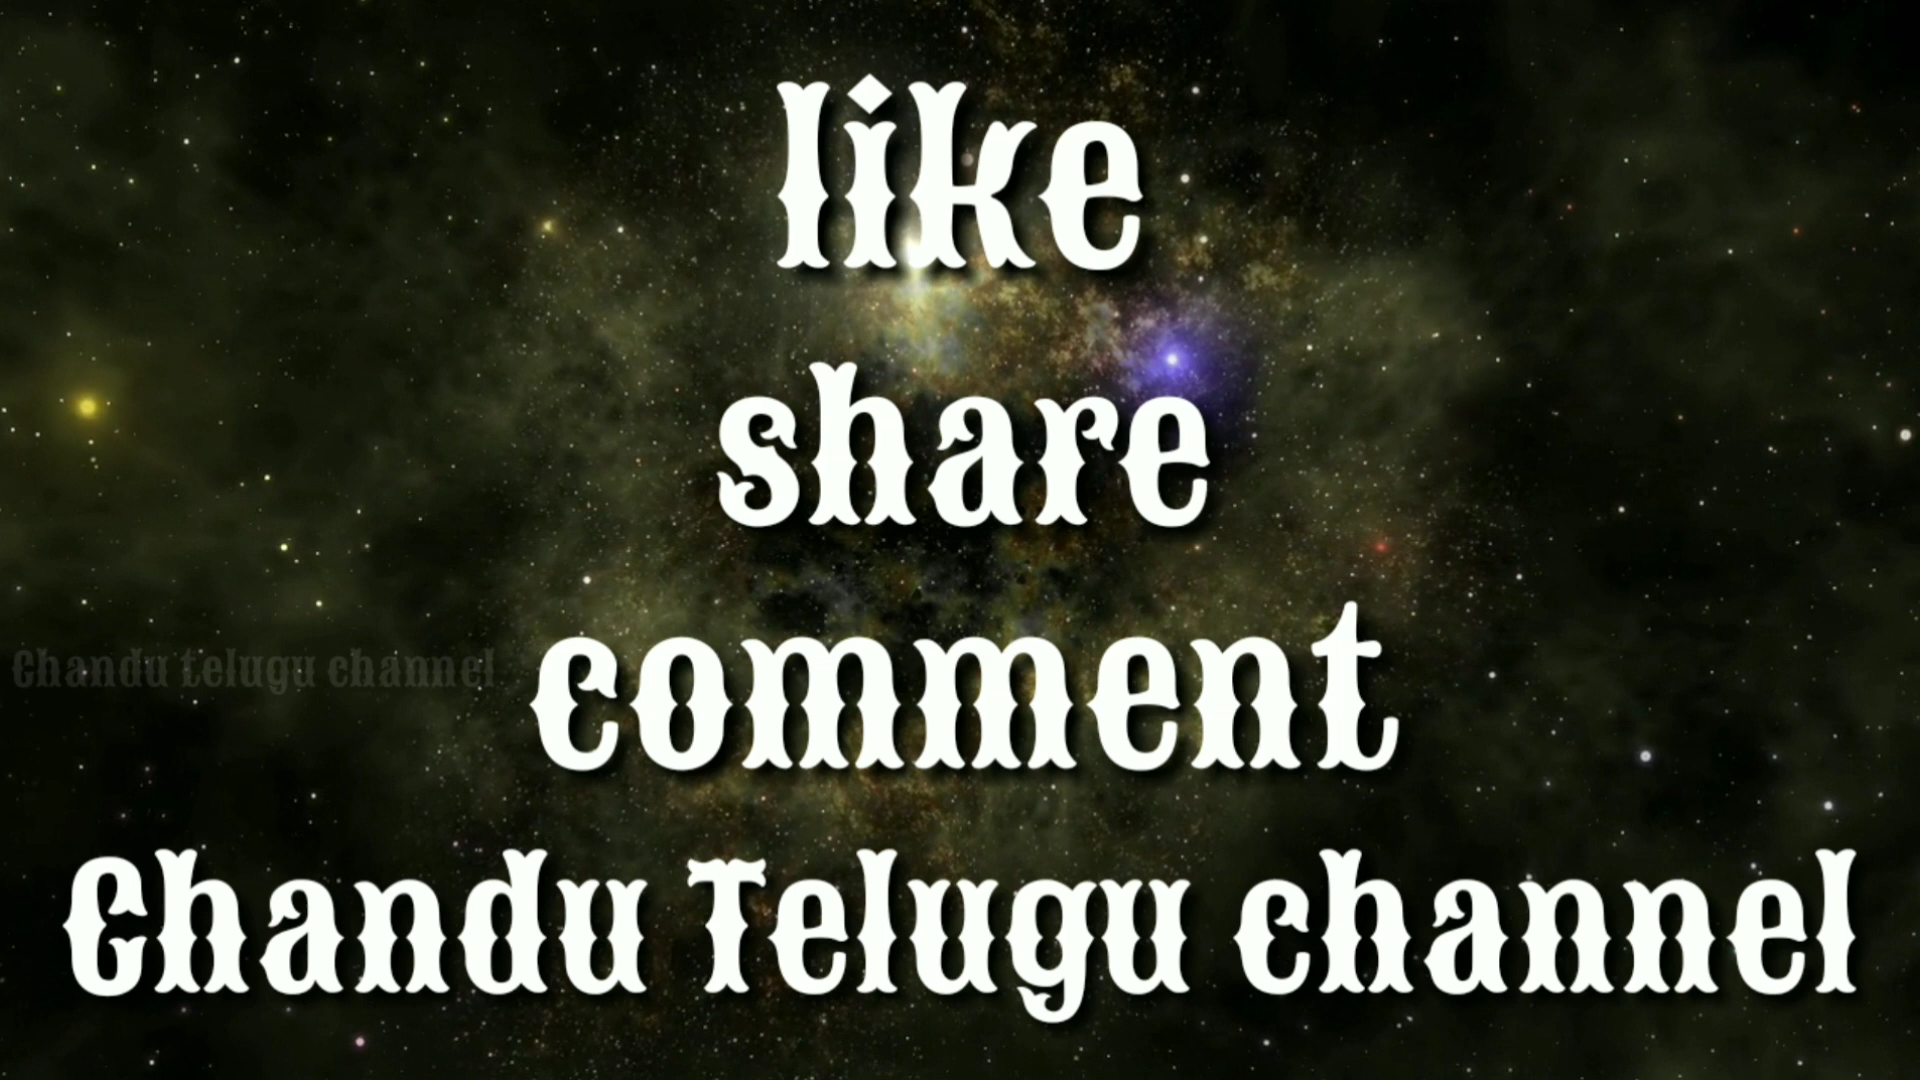 like
share
comment
Chandu telugu channel
Chandu Telugu channel